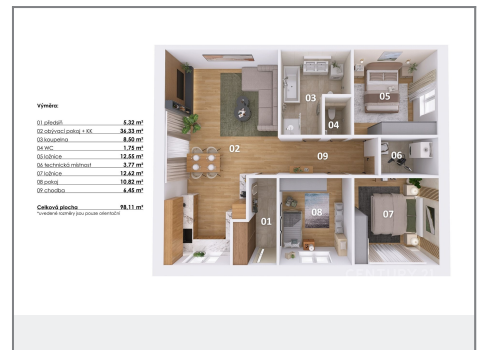 Výměra:
01 předsíň 5.32 m²
02 obývací pokoj + KK 36.33 m²
03 koupelna 8.50 m²
04 WC 1.75 m²
05 ložnice 12.55 m²
06 technická místnost 3.77 m²
07 ložnice 12.62 m²
08 pokoj 10.82 m²
09 chodba 6.45 m²
Celková plocha 98.11 m²
*uvedené rozměry jsou pouze orientační
05
03
04
02
09
06
01
08
07
CENTURY 21